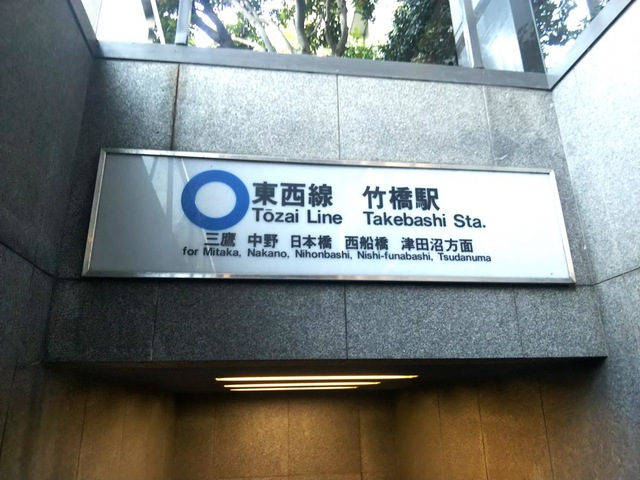 東西線 竹橋駅
Tōzai Line Takebashi Sta.
三鷹 中野 日本橋 西船橋 津田沼方面
for Mitaka, Nakano, Nihonbashi, Nishi-funabashi, Tsudanuma